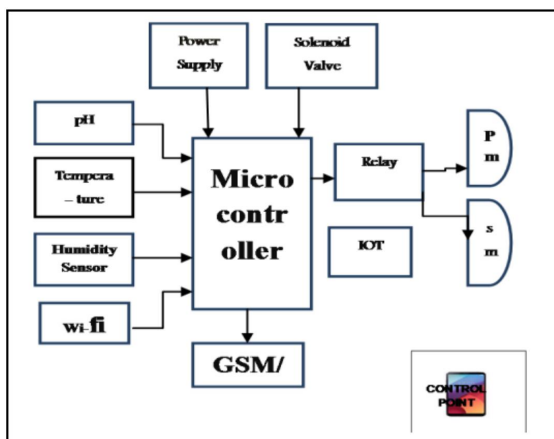 Power
Supply
Solenoid
Valve
pH
Tempera
– ture
Humidity
Sensor
Wi-fi
Micro
contr
oller
Relay
IOT
P
m
s
m
GSM/
CONTROL
POINT